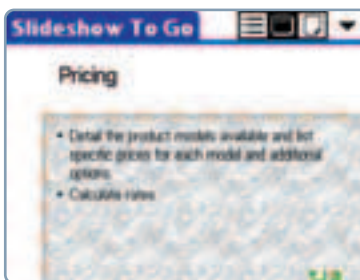 Slideshow To Go
Pricing
• Detail the product models available and list
specific prices for each model and additional
options
• Calculate rates